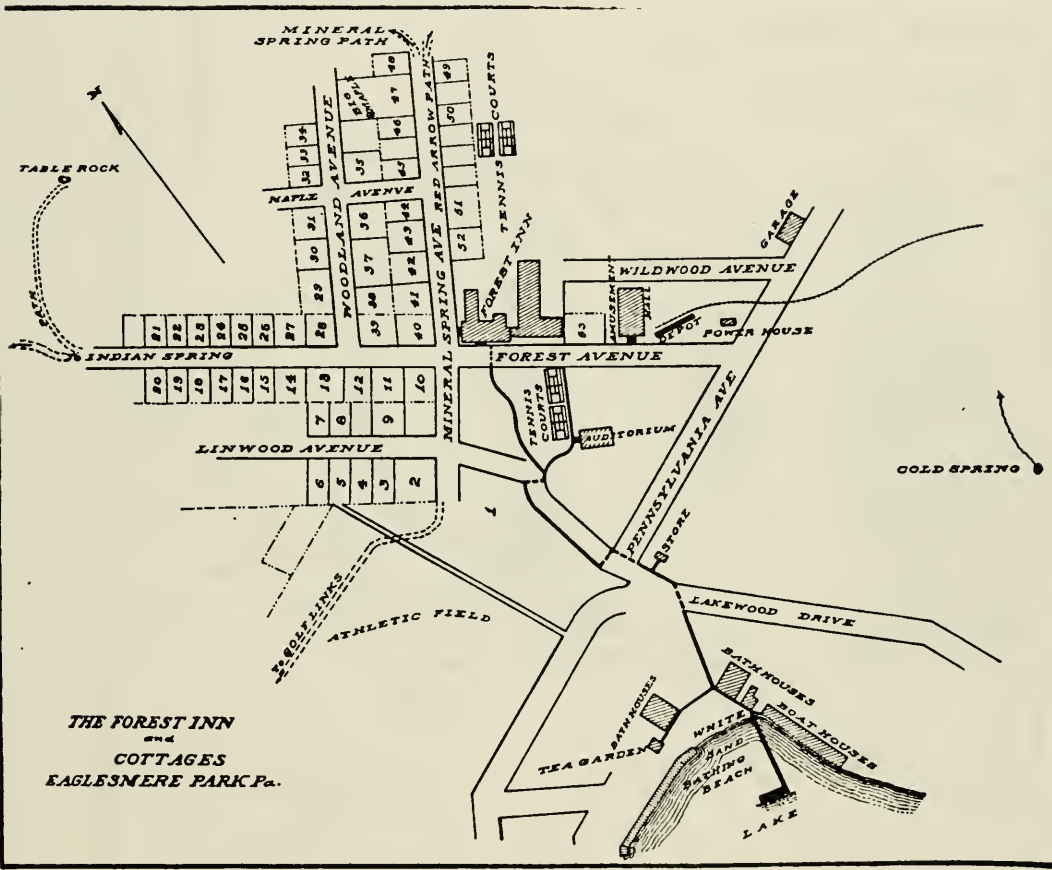 MINERAL
SPRING PATH
N
TABLE ROCK
PATH
INDIAN SPRING
WOODLAND AVENUE
MAPLE AVENUE
BIG
MAPLE
MINERAL SPRING AVE
RED ARROW PATH
TENNIS COURTS
FOREST INN
GARAGE
WILDWOOD AVENUE
AMUSEMENT
HALL
DEPOT
POWER HOUSE
FOREST AVENUE
48
47
46
45
35
49
50
51
52
34
33
32
31
30
29
28
36
37
38
39
44
43
42
41
40
53
21
22
23
24
25
26
27
20
19
18
17
16
15
14
13
12
11
10
7
8
9
LINWOOD AVENUE
6
5
4
3
2
1
TENNIS
COURTS
AUDITORIUM
PENNSYLVANIA AVE
COLD SPRING
STORE
LAKEWOOD DRIVE
TO GOLF LINKS
ATHLETIC FIELD
BATH HOUSES
BATH HOUSES
BOAT HOUSES
TEA GARDEN
WHITE
SAND
BATHING
BEACH
LAKE
THE FOREST INN
and
COTTAGES
EAGLESMERE PARK Pa.